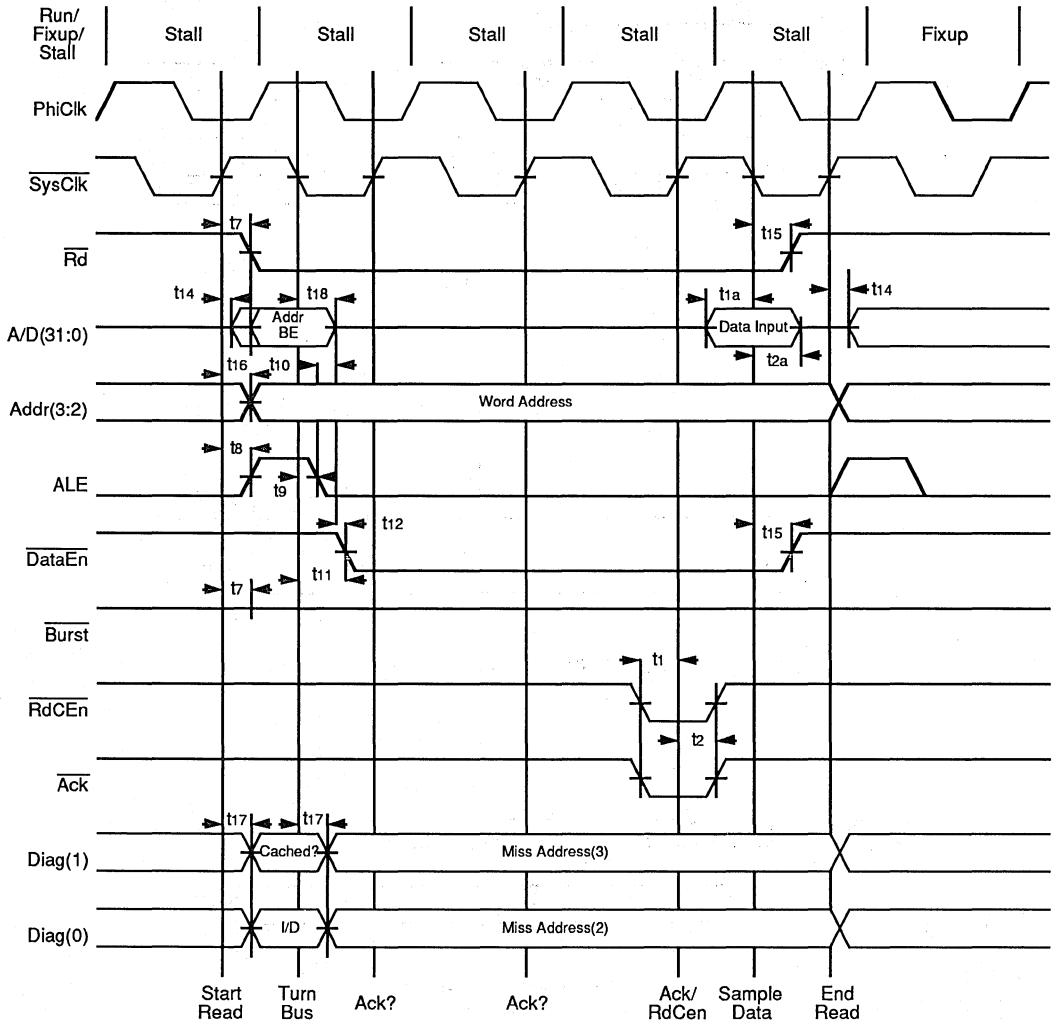 Run/
Fixup/
Stall
Stall Stall Stall Stall Stall Fixup
PhiClk
SysClk
t7 t15
Rd
t14 t18 t1a t14
Addr
BE
Data Input
A/D(31:0)
t2a
t16 t10
Word Address
Addr(3:2)
t8
ALE
t9
t12 t15
DataEn
t11
t7
Burst
t1
RdCEn
t2
Ack
t17 t17
Cached? Miss Address(3)
Diag(1)
I/D Miss Address(2)
Diag(0)
Start
Read
Turn
Bus
Ack?
Ack?
Ack/
RdCen
Sample
Data
End
Read